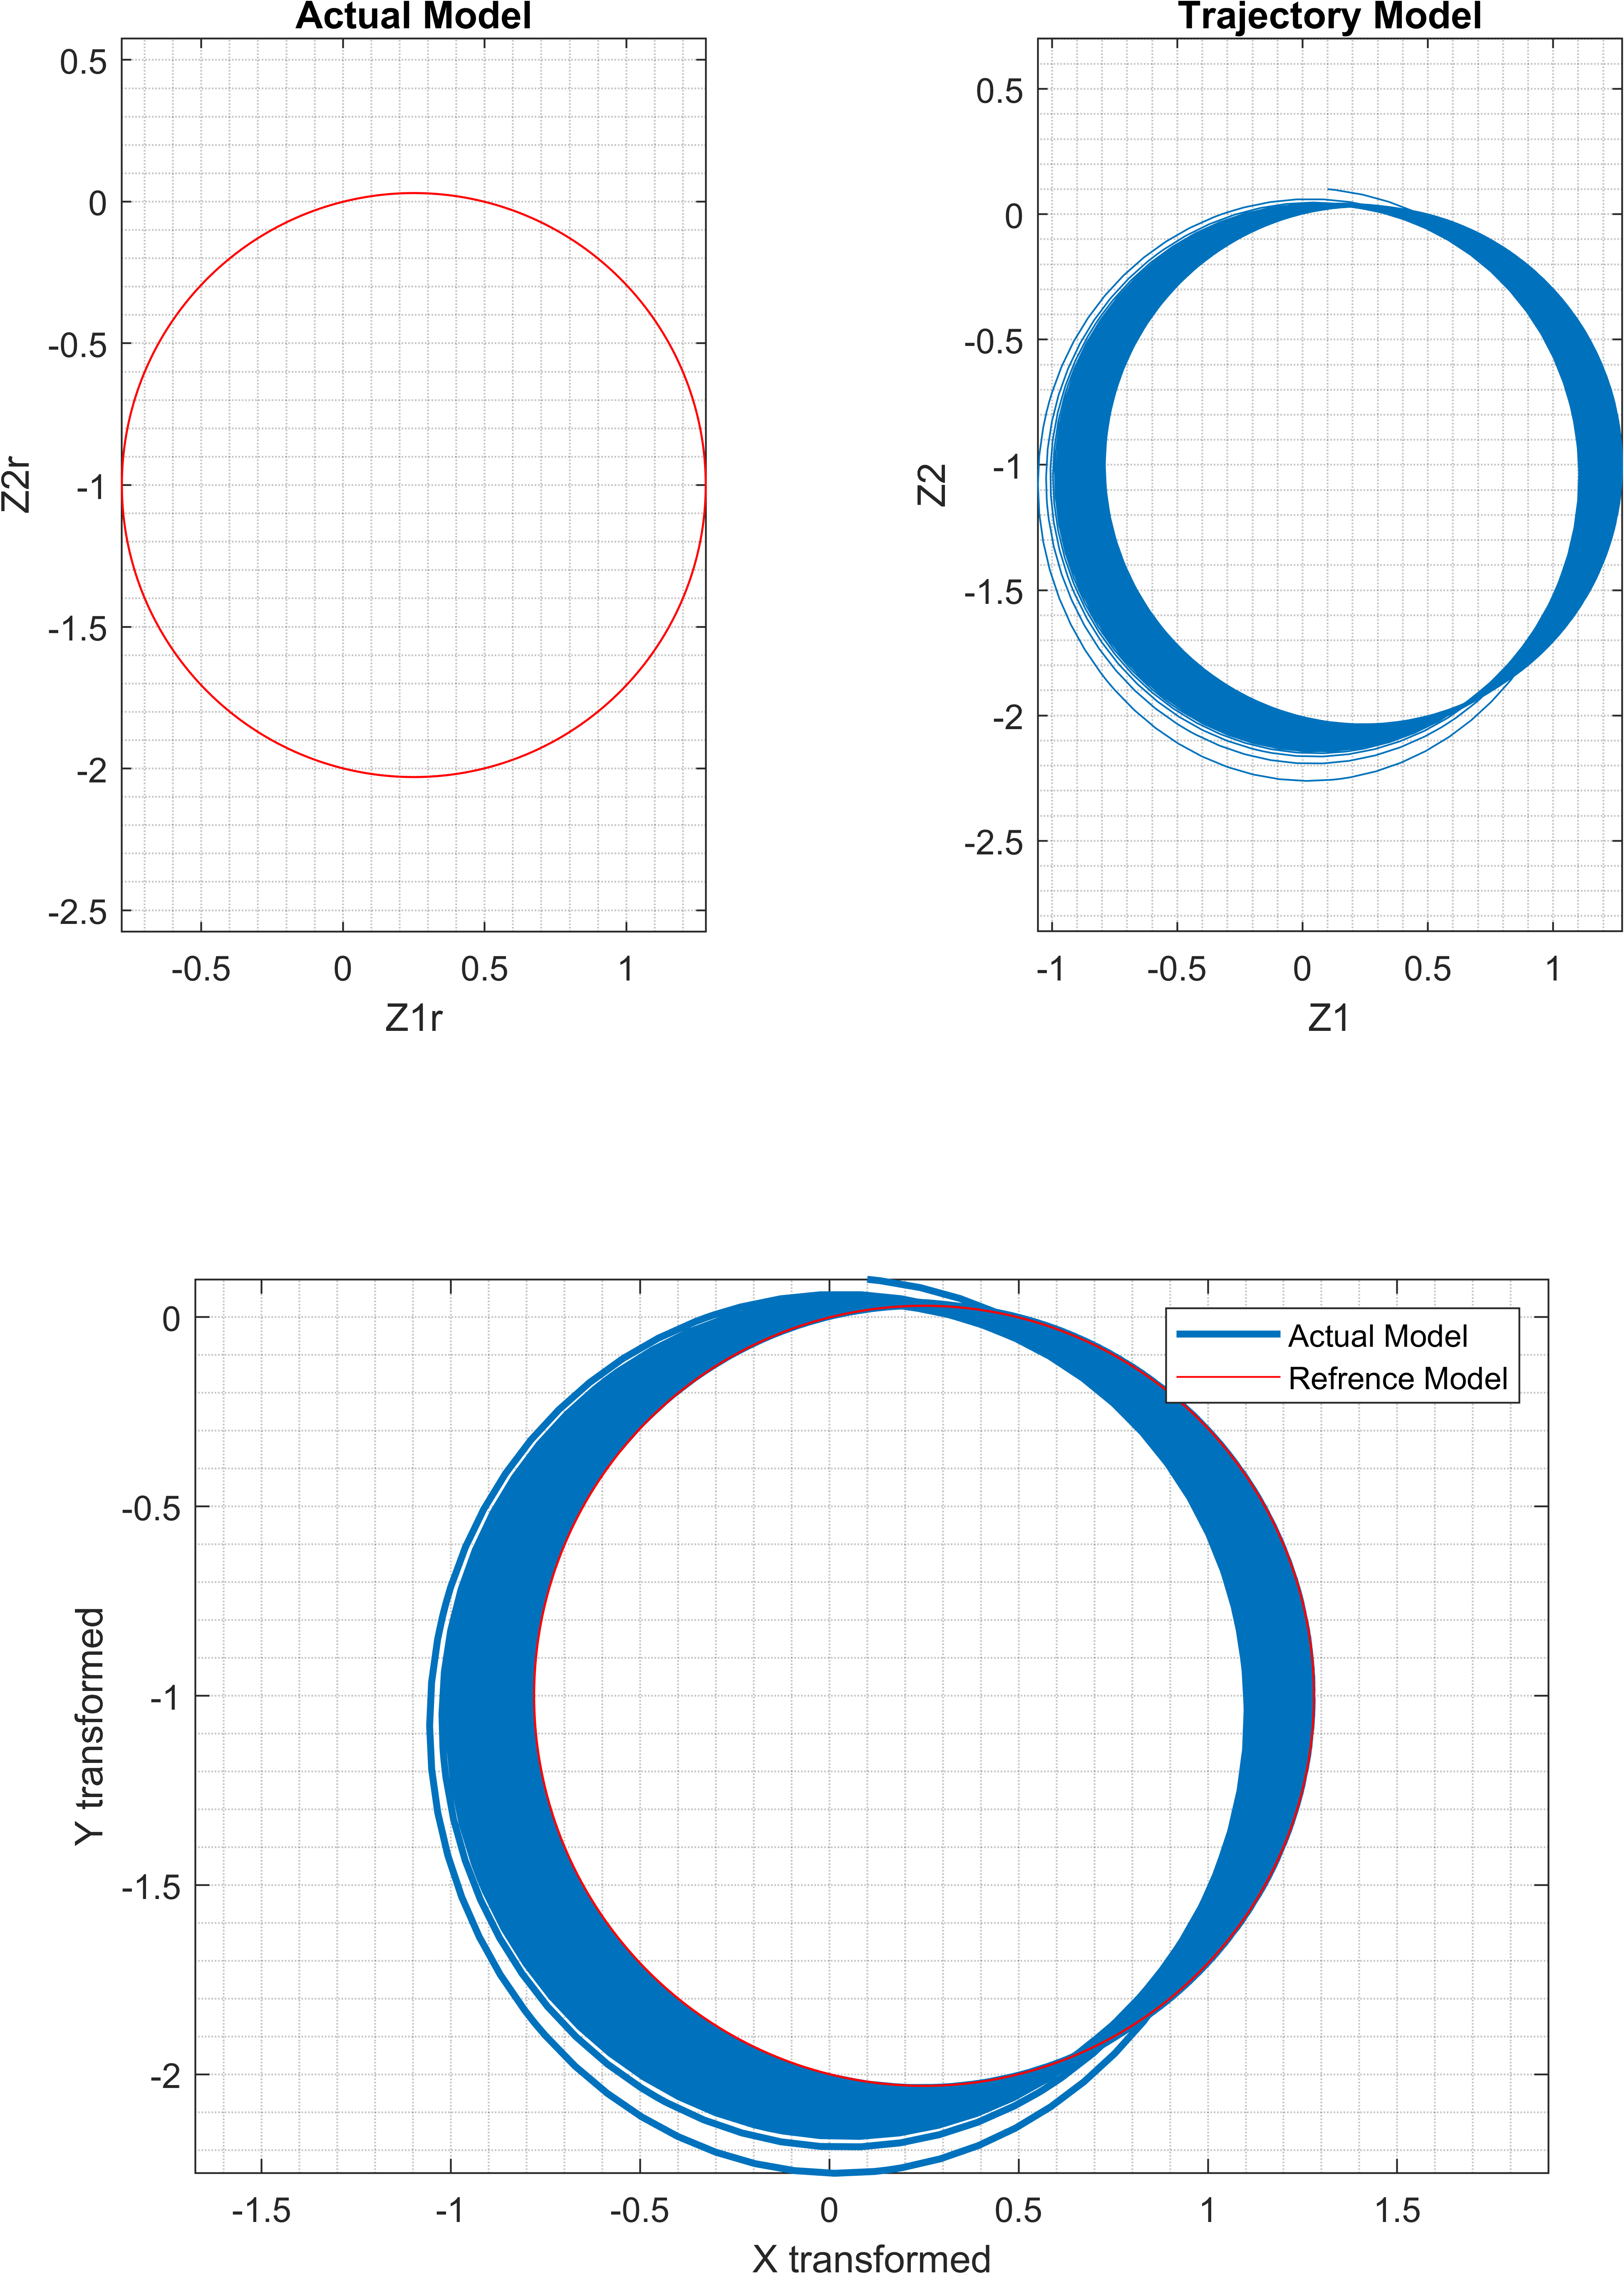 Actual Model
0.5
0
-0.5
-1
-1.5
-2
-2.5
Z2r
-0.5 0 0.5 1
Z1r
Trajectory Model
0.5
0
-0.5
-1
-1.5
-2
-2.5
Z2
-1 -0.5 0 0.5 1
Z1
0
-0.5
-1
-1.5
-2
Y transformed
Actual Model
Refrence Model
-1.5 -1 -0.5 0 0.5 1 1.5
X transformed